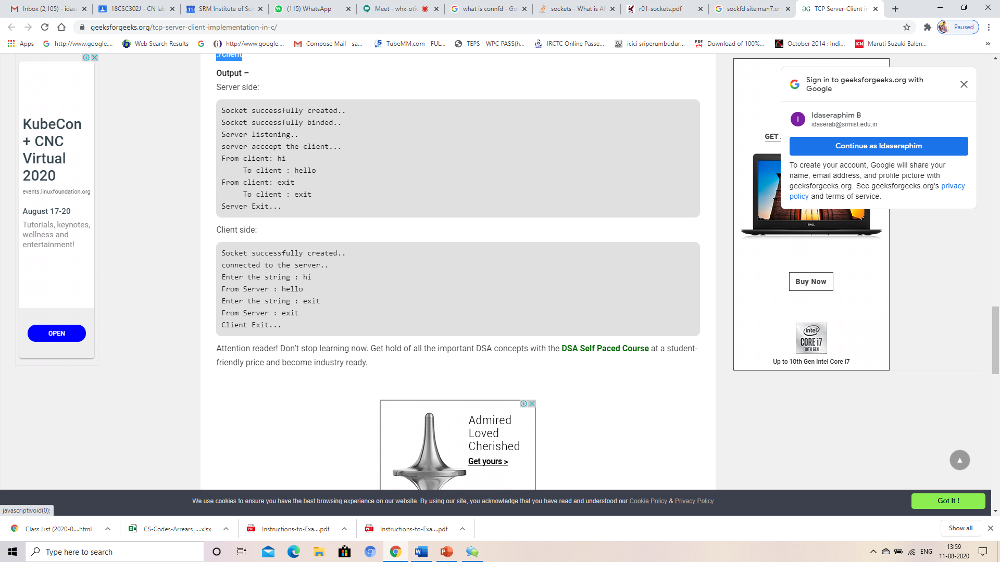 Inbox (2,105) - idase
18CSC302J - CN lab
SRM Institute of Sci
(115) WhatsApp
Meet - whx-otic
what is connfd - Go
sockets - What is AF
r01-sockets.pdf
sockfd site:man7.or
TCP Server-Client in
geeksforgeeks.org/tcp-server-client-implementation-in-c/
Paused
Apps
http://www.google....
Web Search Results
http://www.google....
Compose Mail - sa...
TubeMM.com - FUL...
TEPS - WPC PASS(h...
IRCTC Online Passe...
icici sriperumbudur...
Download of 100%...
October 2014 : Indi...
Maruti Suzuki Balen...
./client
Output –
Server side:
Socket successfully created..
Socket successfully binded..
Server listening..
server acccept the client...
From client: hi
To client : hello
From client: exit
To client : exit
Server Exit...
Client side:
Socket successfully created..
connected to the server..
Enter the string : hi
From Server : hello
Enter the string : exit
From Server : exit
Client Exit...
Attention reader! Don’t stop learning now. Get hold of all the important DSA concepts with the DSA Self Paced Course at a student-
friendly price and become industry ready.
KubeCon
+ CNC
Virtual
2020
events.linuxfoundation.org
August 17-20
Tutorials, keynotes,
wellness and
entertainment!
OPEN
Sign in to geeksforgeeks.org with
Google
Idaseraphim B
idaserab@srmist.edu.in
Continue as Idaseraphim
To create your account, Google will share your
name, email address, and profile picture with
geeksforgeeks.org. See geeksforgeeks.org's privacy
policy and terms of service.
GET
DELL
Buy Now
intel
CORE i7
10TH GEN
Up to 10th Gen Intel Core i7
Admired
Loved
Cherished
Get yours >
We use cookies to ensure you have the best browsing experience on our website. By using our site, you acknowledge that you have read and understood our Cookie Policy & Privacy Policy
Got It !
javascript:void(0);
Class List (2020-0....html
CS-Codes-Arrears_....xlsx
Instructions-to-Exa....pdf
Instructions-to-Exa....pdf
Show all
Type here to search
ENG
13:59
11-08-2020